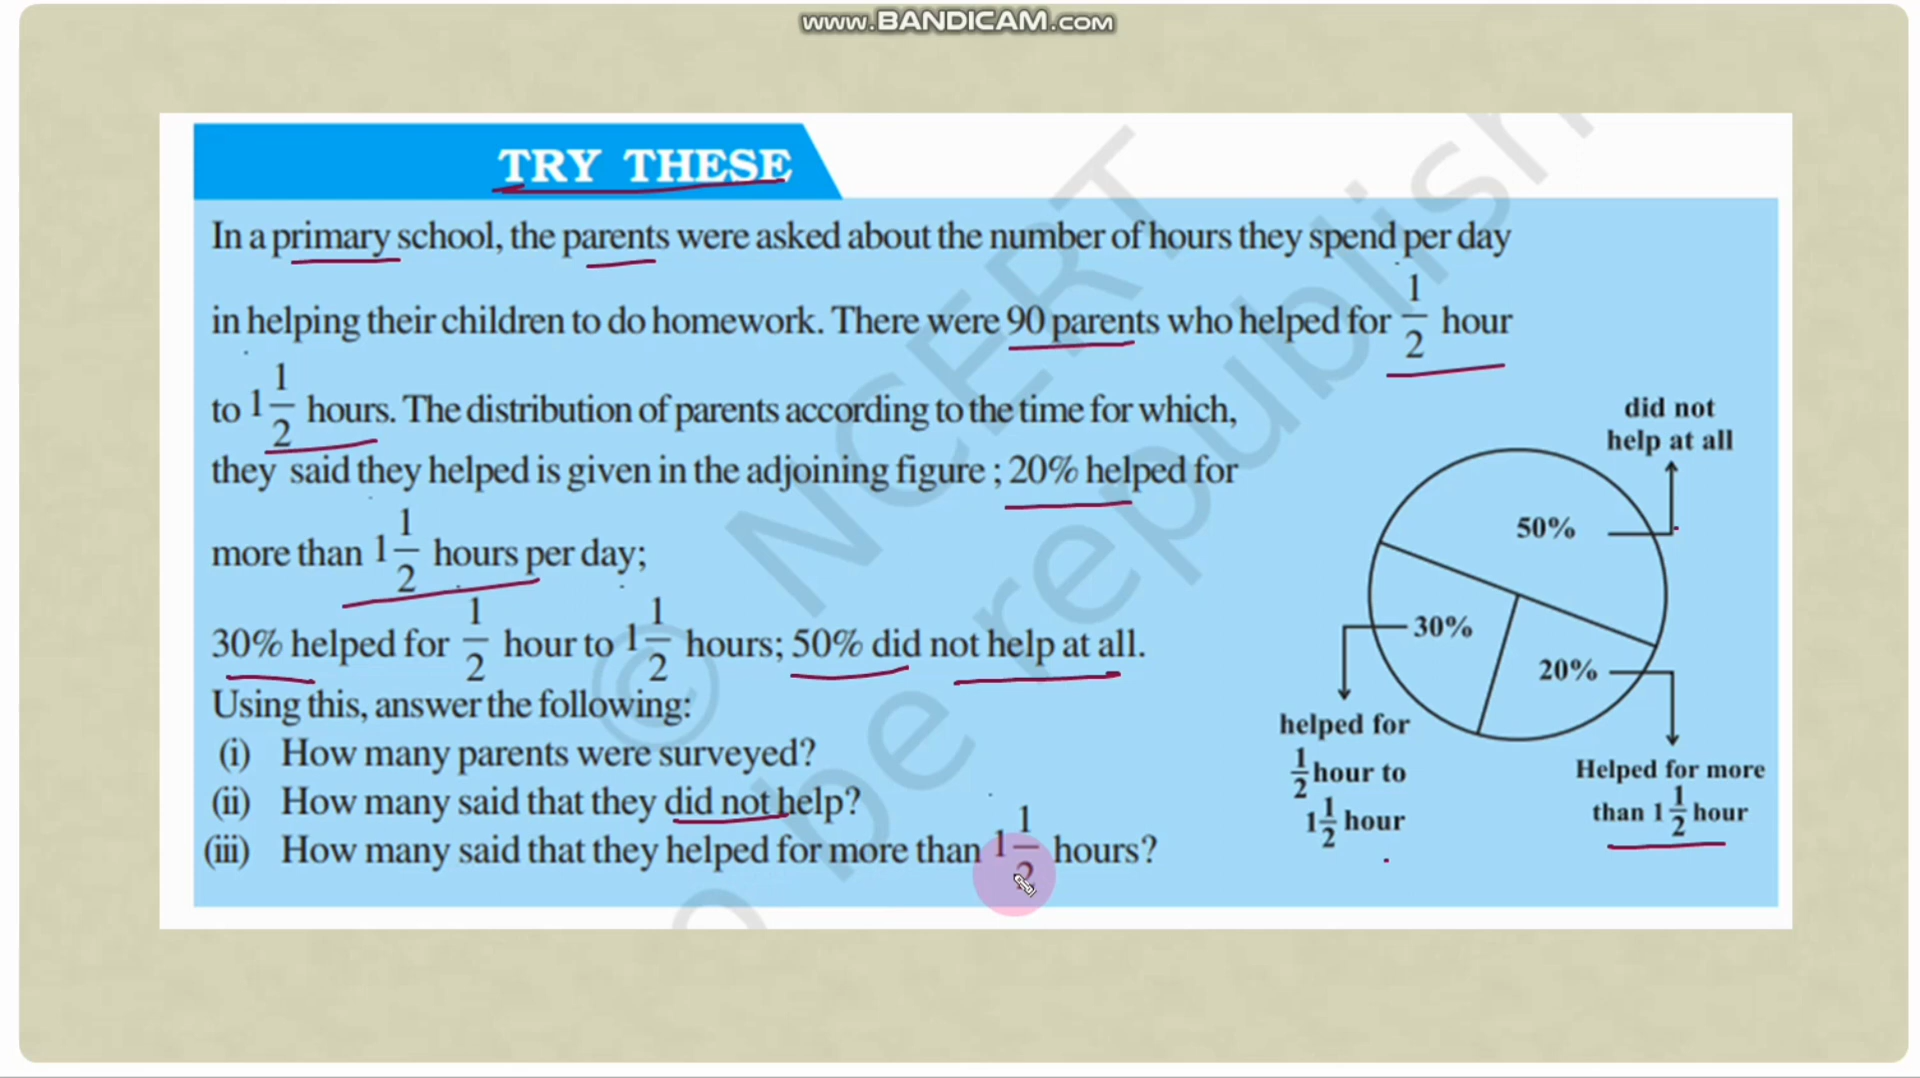 www.BANDICAM.com
TRY THESE
In a primary school, the parents were asked about the number of hours they spend per day
in helping their children to do homework. There were 90 parents who helped for 1/2 hour
to 1 1/2 hours. The distribution of parents according to the time for which,
they said they helped is given in the adjoining figure ; 20% helped for
more than 1 1/2 hours per day;
30% helped for 1/2 hour to 1 1/2 hours; 50% did not help at all.
Using this, answer the following:
(i) How many parents were surveyed?
(ii) How many said that they did not help?
(iii) How many said that they helped for more than 1 1/2 hours?
did not
help at all
50%
30%
20%
helped for
1/2 hour to
1 1/2 hour
Helped for more
than 1 1/2 hour
© NCERT
be republish